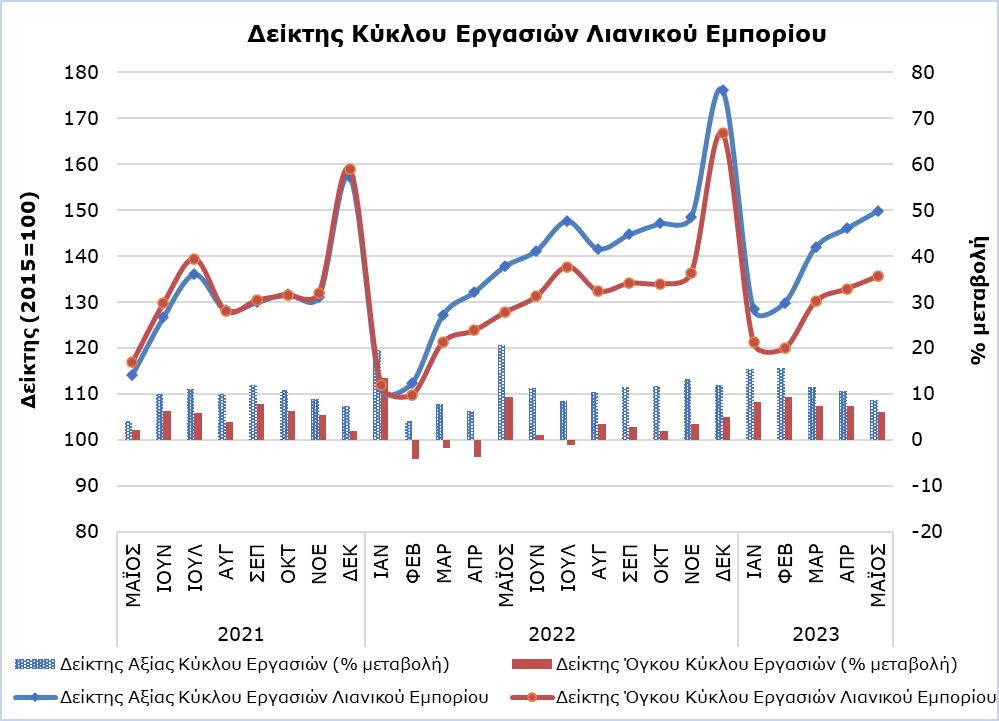 Δείκτης Κύκλου Εργασιών Λιανικού Εμπορίου
180 80
170 70
160 60
150 50
140 40
130 30
120 20
110 10
100 0
90 -10
80 -20
Δείκτης (2015=100)
% μεταβολή
ΜΑΪΟΣ ΙΟΥΝ ΙΟΥΛ ΑΥΓ ΣΕΠ ΟΚΤ ΝΟΕ ΔΕΚ ΙΑΝ ΦΕΒ ΜΑΡ ΑΠΡ ΜΑΪΟΣ ΙΟΥΝ ΙΟΥΛ ΑΥΓ ΣΕΠ ΟΚΤ ΝΟΕ ΔΕΚ ΙΑΝ ΦΕΒ ΜΑΡ ΑΠΡ ΜΑΪΟΣ
2021 2022 2023
Δείκτης Αξίας Κύκλου Εργασιών (% μεταβολή) Δείκτης Όγκου Κύκλου Εργασιών (% μεταβολή)
Δείκτης Αξίας Κύκλου Εργασιών Λιανικού Εμπορίου Δείκτης Όγκου Κύκλου Εργασιών Λιανικού Εμπορίου